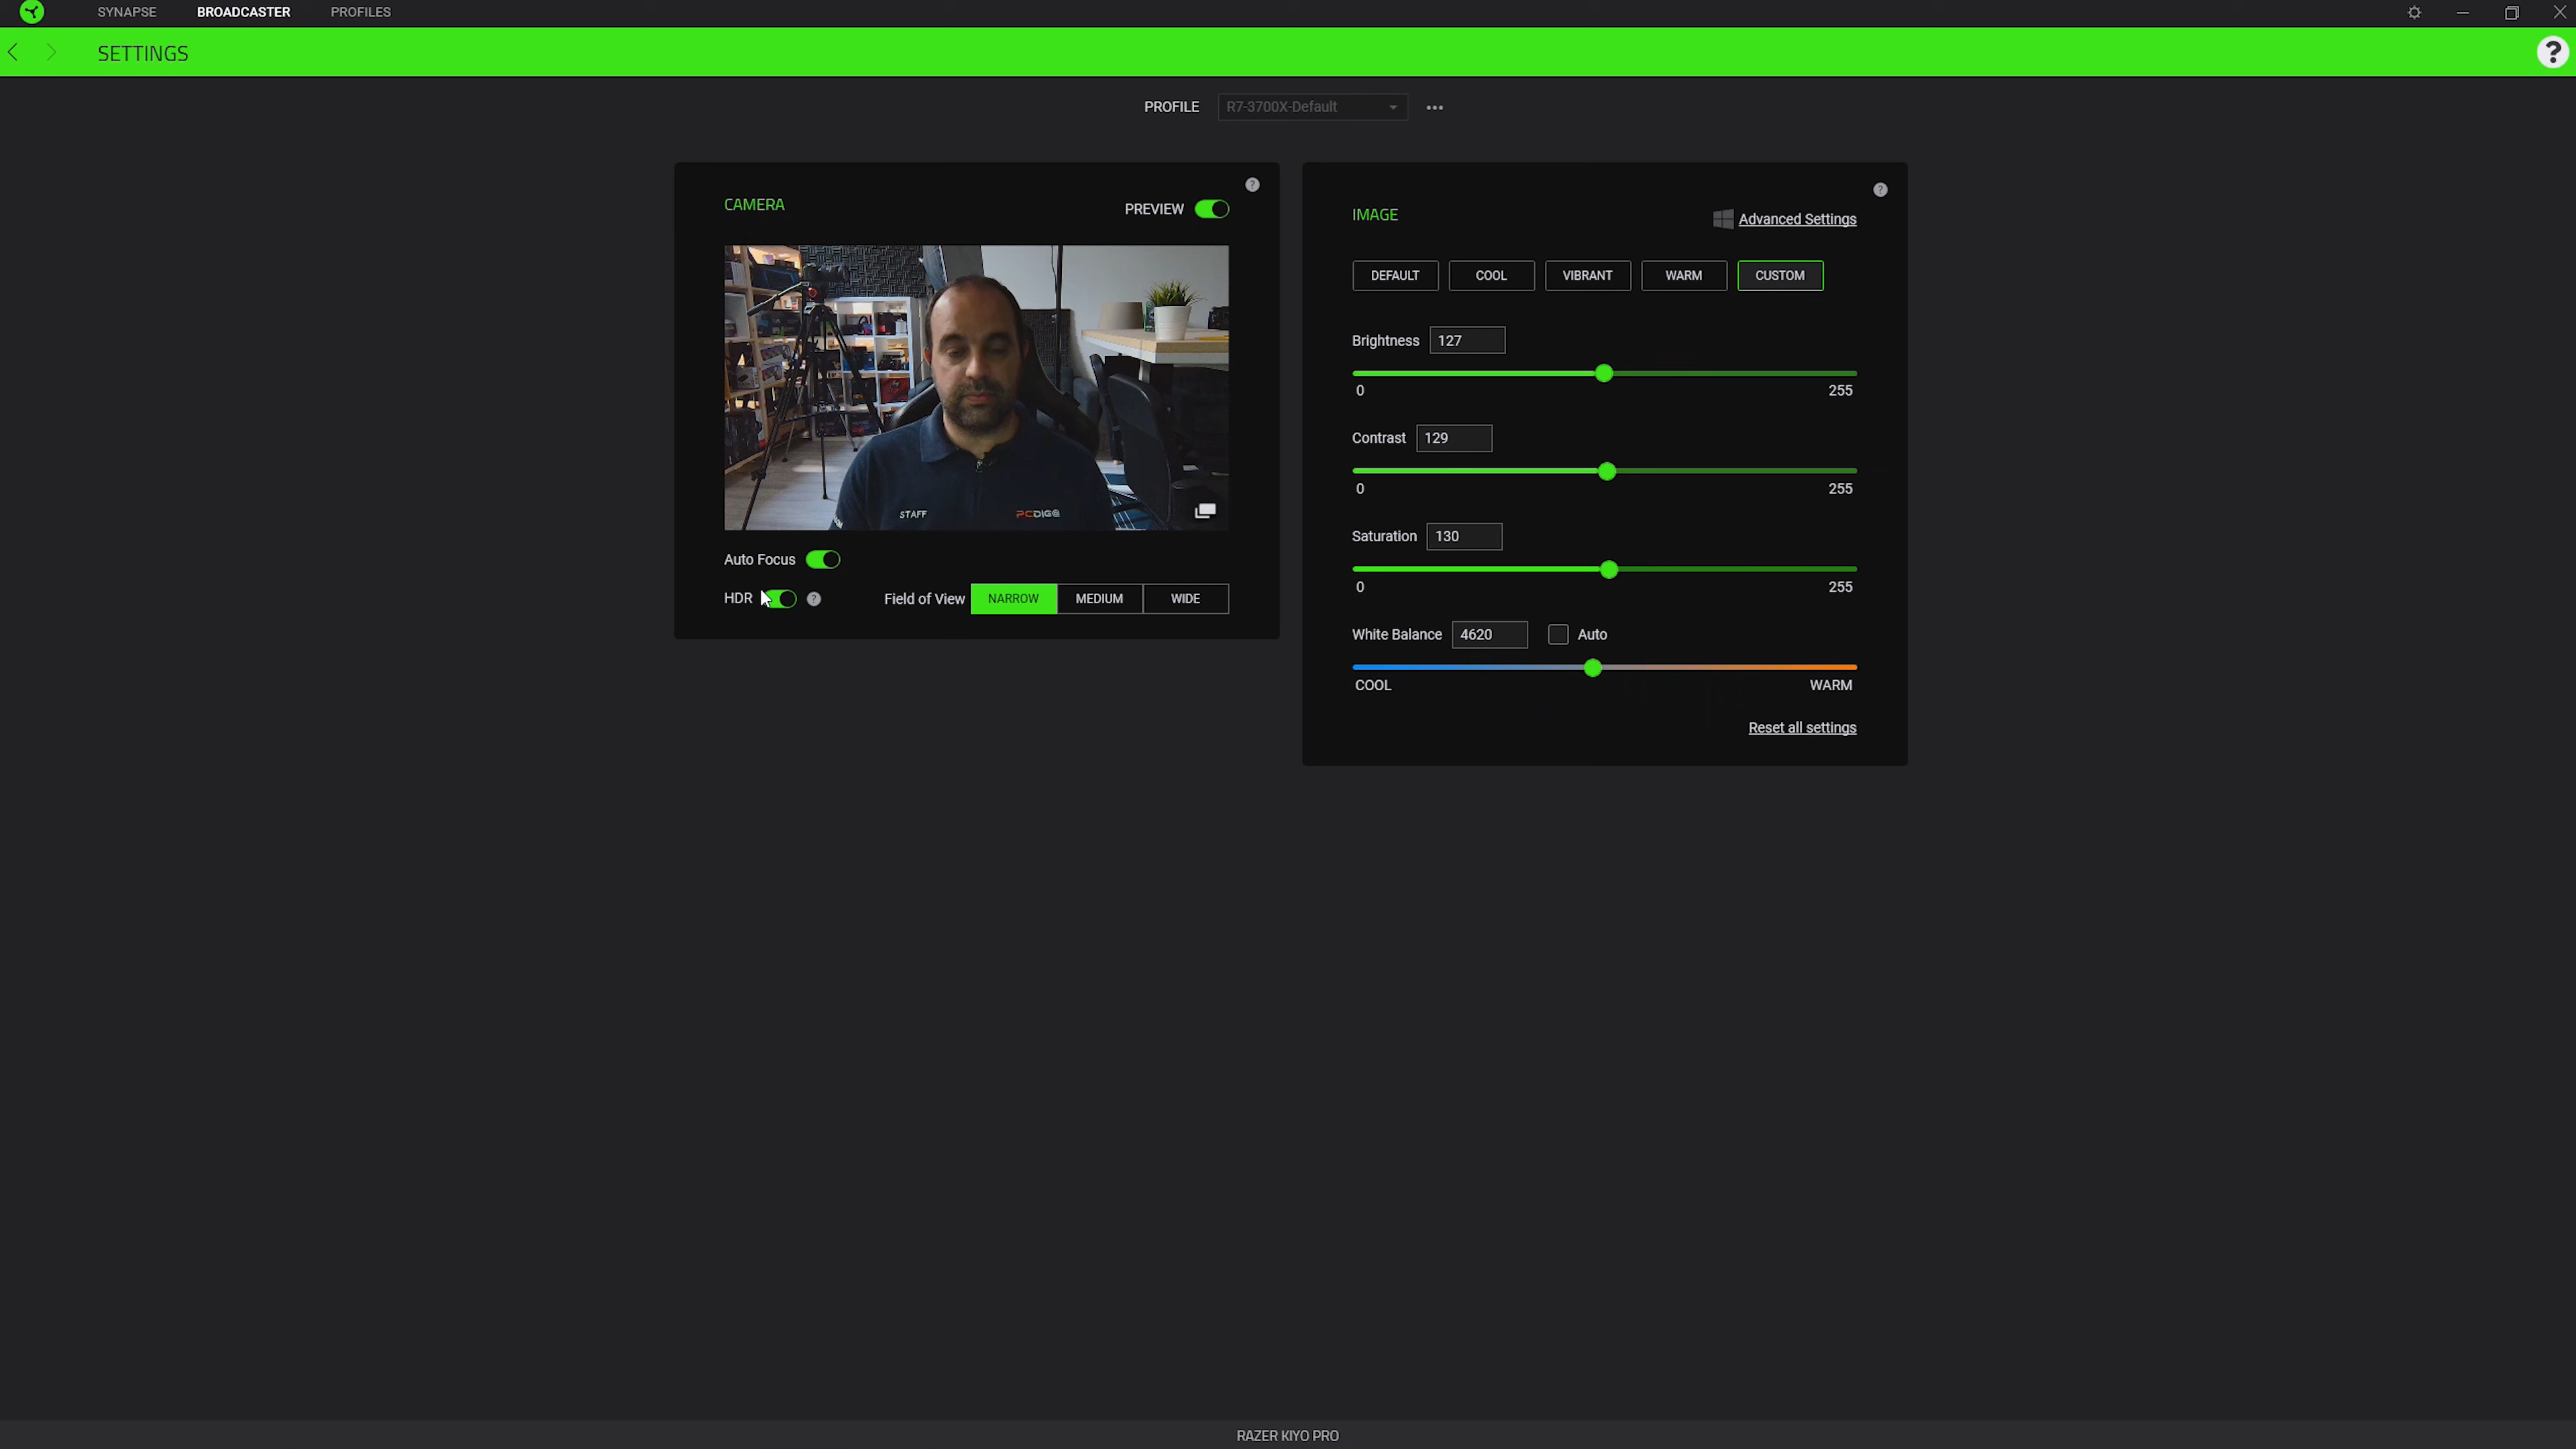 SYNAPSE BROADCASTER PROFILES
SETTINGS
?
PROFILE R7-3700X-Default
CAMERA
?
PREVIEW
STAFF PCDIGA
Auto Focus
HDR ? Field of View NARROW MEDIUM WIDE
IMAGE
?
Advanced Settings
DEFAULT COOL VIBRANT WARM CUSTOM
Brightness 127
0 255
Contrast 129
0 255
Saturation 130
0 255
White Balance 4620 Auto
COOL WARM
Reset all settings
RAZER KIYO PRO